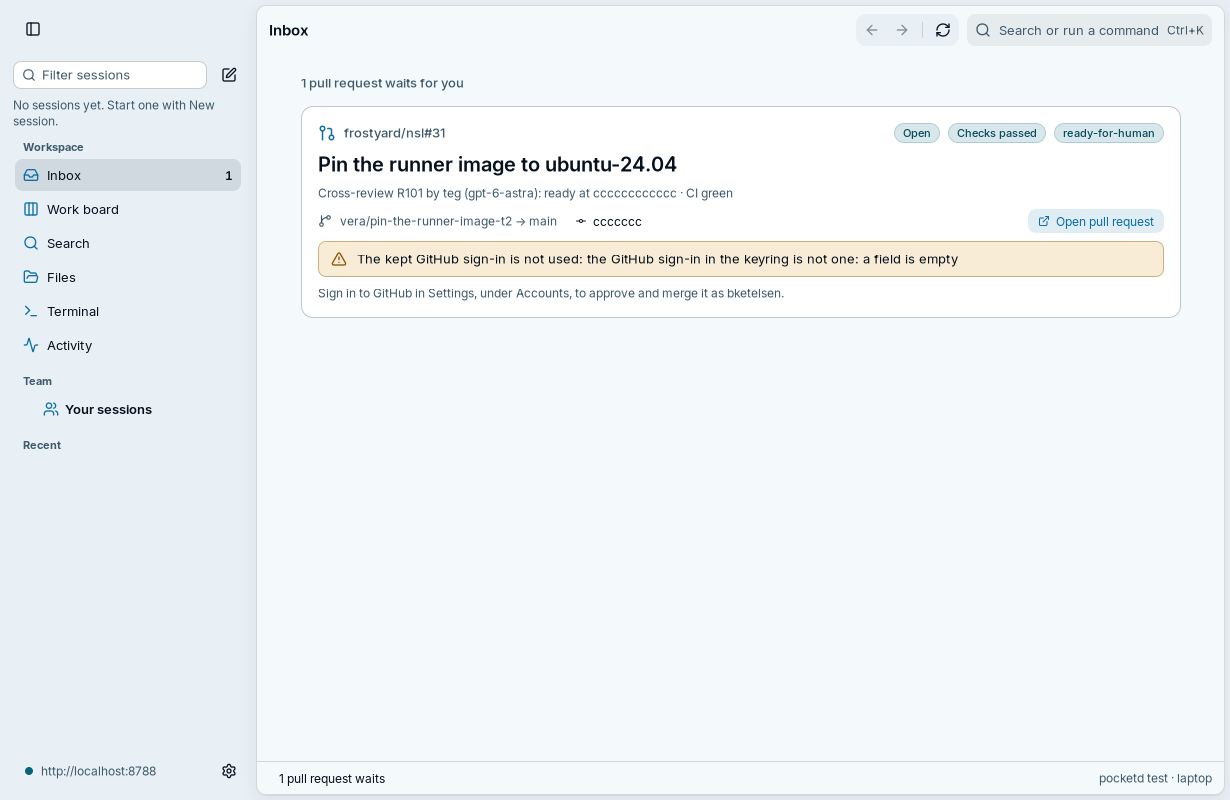 Inbox
Search or run a command Ctrl+K
Filter sessions
No sessions yet. Start one with New
session.
Workspace
Inbox 1
Work board
Search
Files
Terminal
Activity
Team
Your sessions
Recent
http://localhost:8788
1 pull request waits for you
frostyard/nsl#31
Open
Checks passed
ready-for-human
Pin the runner image to ubuntu-24.04
Cross-review R101 by teg (gpt-6-astra): ready at cccccccccccc · CI green
vera/pin-the-runner-image-t2 → main
ccccccc
Open pull request
The kept GitHub sign-in is not used: the GitHub sign-in in the keyring is not one: a field is empty
Sign in to GitHub in Settings, under Accounts, to approve and merge it as bketelsen.
1 pull request waits
pocketd test · laptop